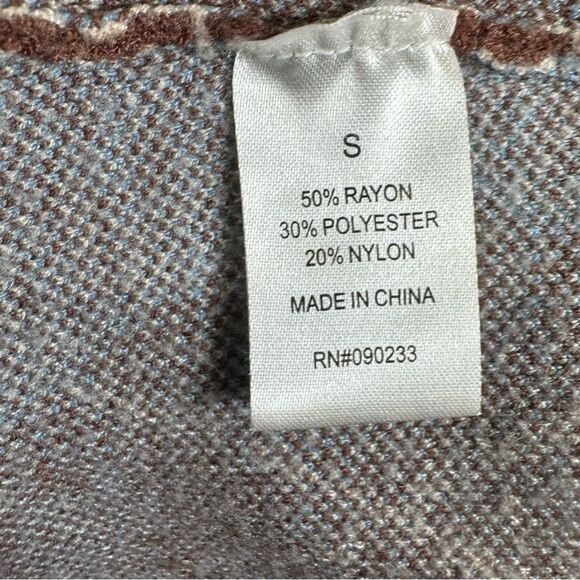 S
50% RAYON
30% POLYESTER
20% NYLON
MADE IN CHINA
RN#090233